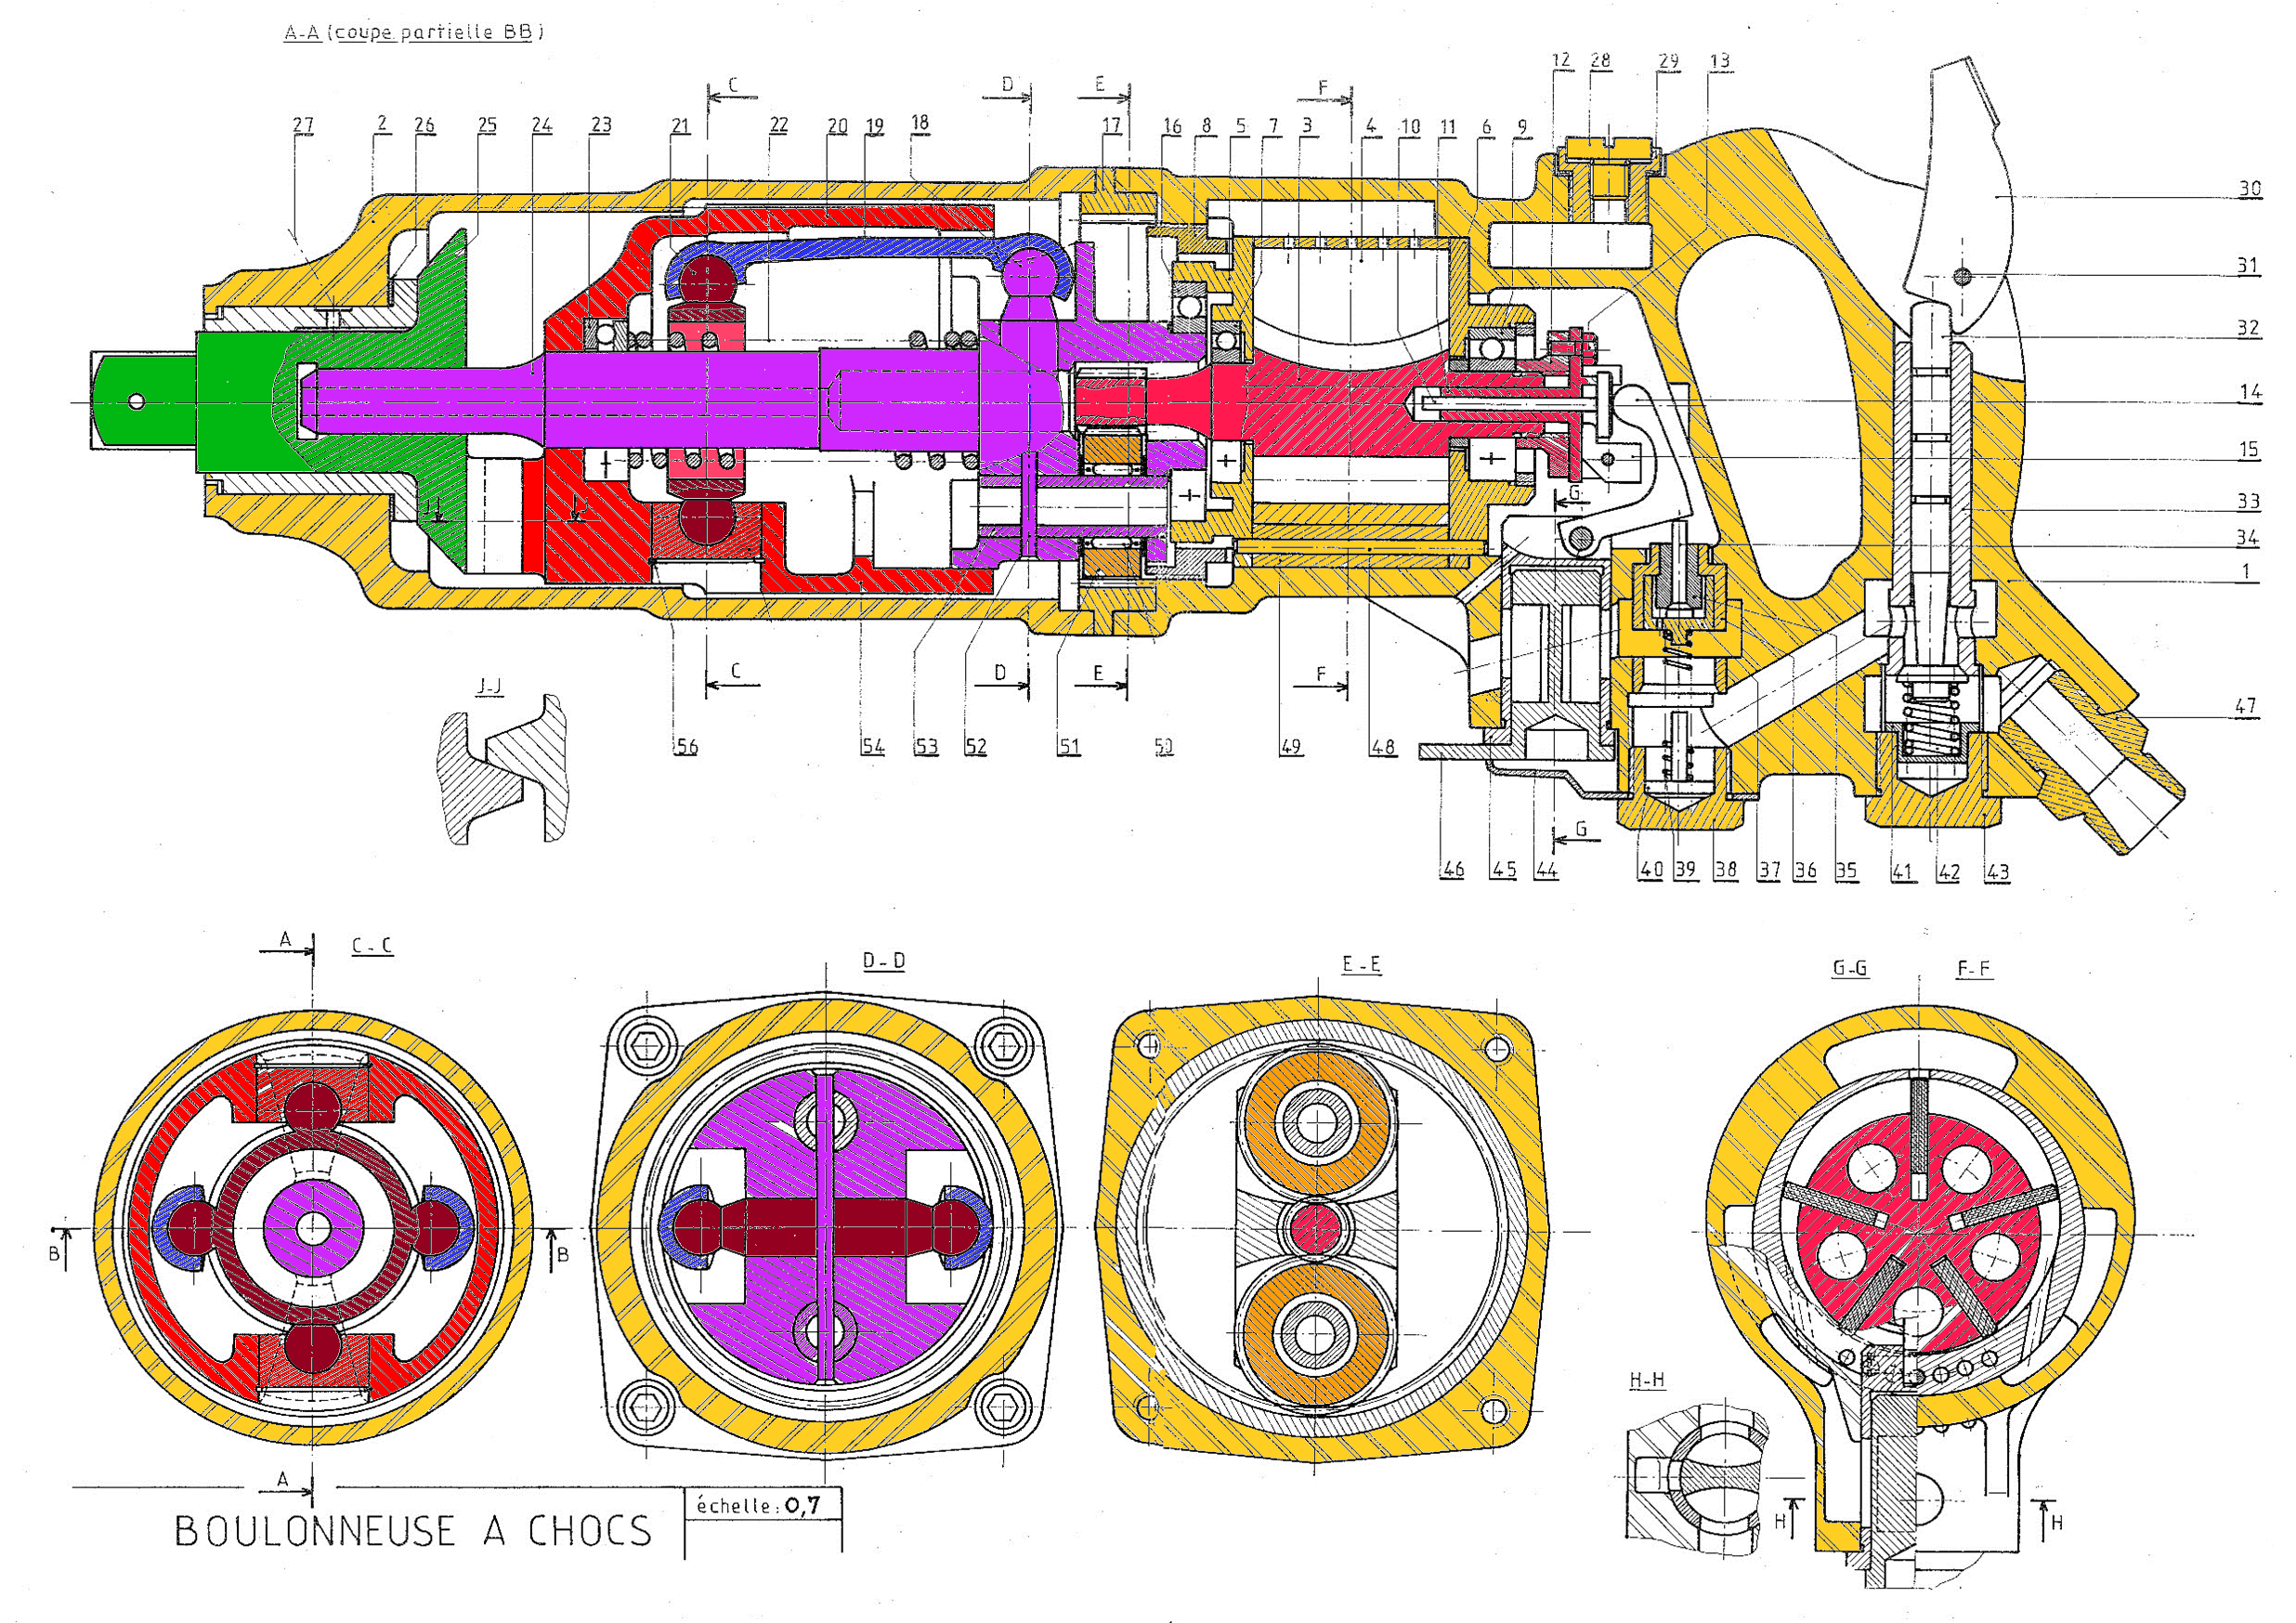 A-A (coupe partielle BB)
12 28 29 13
C D E F
27 2 26 25 24 23 21 22 20 19 18 17 16 8 5 7 3 4 10 11 6 9
30
31
32
14
15
33
34
1
47
G
J J
C D E F
J-J
56 54 53 52 51 50 49 48
G
46 45 44 40 39 38 37 36 35 41 42 43
A C-C
D-D
E-E
G-G F-F
B B
H-H
A
H H
échelle: 0,7
BOULONNEUSE A CHOCS